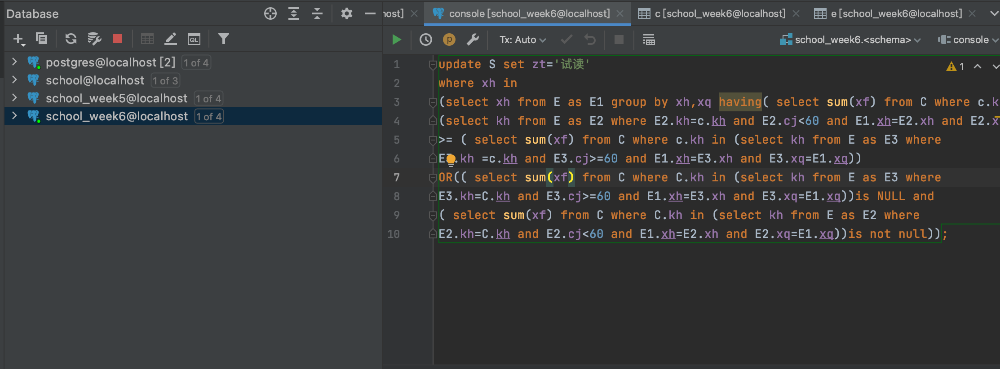 Database
postgres@localhost [2] 1 of 4
school@localhost 1 of 3
school_week5@localhost 1 of 4
school_week6@localhost 1 of 4
QL
console [school_week6@localhost]
c [school_week6@localhost]
e [school_week6@localhost]
p
Tx: Auto
school_week6.<schema>
console
1
1 update S set zt='试读'
2 where xh in
3 (select xh from E as E1 group by xh,xq having( select sum(xf) from C where c.k
4 (select kh from E as E2 where E2.kh=c.kh and E2.cj<60 and E1.xh=E2.xh and E2.x
5 >= ( select sum(xf) from C where c.kh in (select kh from E as E3 where
6 .kh =c.kh and E3.cj>=60 and E1.xh=E3.xh and E3.xq=E1.xq))
7 OR(( select sum(xf) from C where C.kh in (select kh from E as E3 where
8 E3.kh=C.kh and E3.cj>=60 and E1.xh=E3.xh and E3.xq=E1.xq))is NULL and
9 ( select sum(xf) from C where C.kh in (select kh from E as E2 where
10 E2.kh=C.kh and E2.cj<60 and E1.xh=E2.xh and E2.xq=E1.xq))is not null));